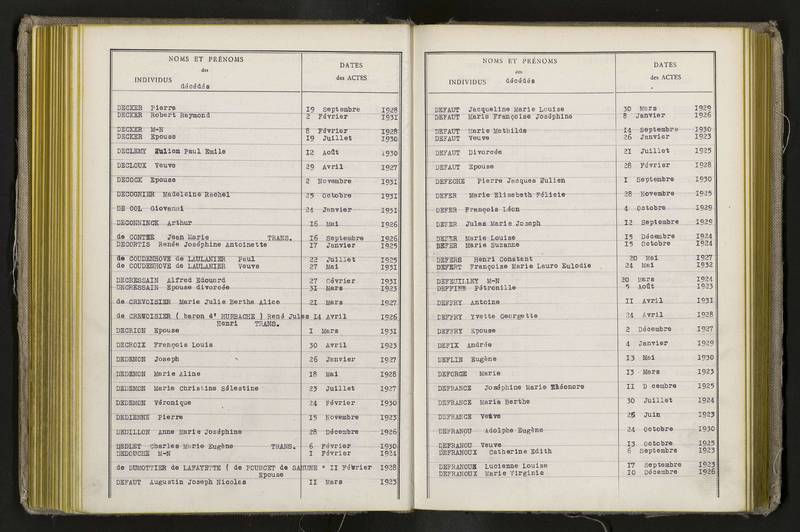 NOMS ET PRÉNOMS
des
INDIVIDUS
décédés
DATES
des ACTES
DECKER Pierre 19 Septembre 1928
DECKER Robert Raymond 2 Février 1931
DECKER M-N 8 Février 1928
DECKER Epouse 19 Juillet 1930
DECLEMY Julien Paul Emile 12 Août 1930
DECLOUX Veuve 29 Avril 1927
DECOCK Epouse 2 Novembre 1931
DECOGNIER Madeleine Rachel 25 Octobre 1931
DE COL Giovanni 24 Janvier 1931
DECONNINCK Arthur 16 Mai 1926
de CONTER Jean Marie TRANS. 16 Septembre 1926
DECORTIS Renée Joséphine Antoinette 17 Janvier 1925
de COUDENHOVE de LAULANIER Paul 22 Juillet 1925
de COUDENHOVE de LAULANIER Veuve 27 Mai 1931
DECRESSAIN Alfred Edouard 27 Février 1931
DECRESSAIN Epouse divorcée 31 Mars 1923
de CREVOISIER Marie Julie Berthe Alice 21 Mars 1927
de CREVOISIER ( baron d' HURBACHE ) René Jules 14 Avril 1926
Henri TRANS.
DECRION Epouse I Mars 1931
DECROIX François Louis 30 Avril 1923
DEDEMON Joseph 26 Janvier 1927
DEDEMON Marie Aline 18 Mai 1928
DEDEMON Marie Christine Célestine 23 Juillet 1927
DEDEMON Véronique 24 Février 1930
DEDIENNE Pierre 15 Novembre 1923
DEDILLON Anne Marie Joséphine 28 Décembre 1926
DEDLET Charles Marie Eugène TRANS. 6 Février 1930
DEDOUCHE M-N I Février 1924
de DUMOTTIER de LAFAYETTE ( de POURCET de SAHUNE " II Février 1928
Epouse
DEFAUT Augustin Joseph Nicolas II Mars 1923
NOMS ET PRÉNOMS
des
INDIVIDUS décédés
DATES
des ACTES
DEFAUT Jacqueline Marie Louise 30 Mars 1929
DEFAUT Marie Françoise Joséphine 8 Janvier 1926
DEFAUT Marie Mathilde 14 Septembre 1930
DEFAUT Veuve 26 Janvier 1923
DEFAUT Divorcée 21 Juillet 1925
DEFAUT Epouse 28 Février 1928
DEFECHE Pierre Jacques Julien I Septembre 1930
DEFER Marie Elisabeth Félicie 28 Novembre 1925
DEFER François Léon 4 Octobre 1929
DEFER Jules Marie Joseph 12 Septembre 1929
DEFER Marie Louise 15 Décembre 1924
DEFER Marie Suzanne 15 Octobre 1924
DEFERS Henri Constant 20 Mai 1927
DEFERT Françoise Marie Laure Eulodie 24 Mai 1932
DEFEUILLEY M-N 20 Mars 1924
DEFFINE Pétronille 5 Août 1923
DEFFRY Antoine II Avril 1931
DEFFRY Yvette Georgette 24 Avril 1928
DEFFRY Epouse 2 Décembre 1927
DEFIX Andrée 4 Janvier 1929
DEFLIN Eugène 13 Mai 1930
DEFORGE Marie 13 Mars 1923
DEFRANCE Joséphine Marie Eléonore II D cembre 1925
DEFRANCE Maria Berthe 30 Juillet 1924
DEFRANCE Veuve 25 Juin 1923
DEFRANOU Adolphe Eugène 24 Octobre 1930
DEFRANOU Veuve 13 Octobre 1925
DEFRANOUX Catherine Edith 6 Septembre 1923
DEFRANOUX Lucienne Louise 17 Septembre 1923
DEFRANOUX Marie Virginie 10 Décembre 1926